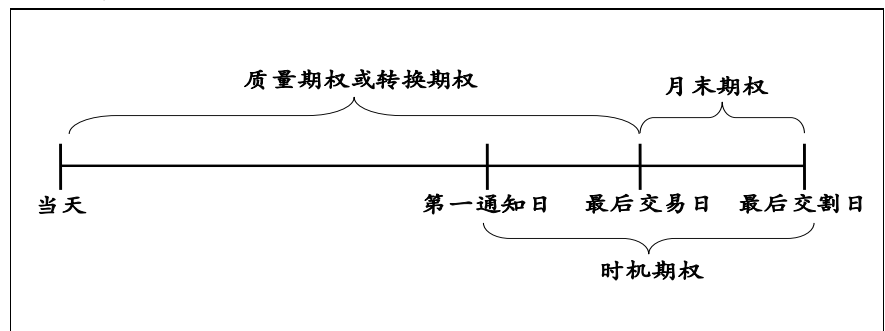 质量期权或转换期权
月末期权
当天
第一通知日
最后交易日
最后交割日
时机期权